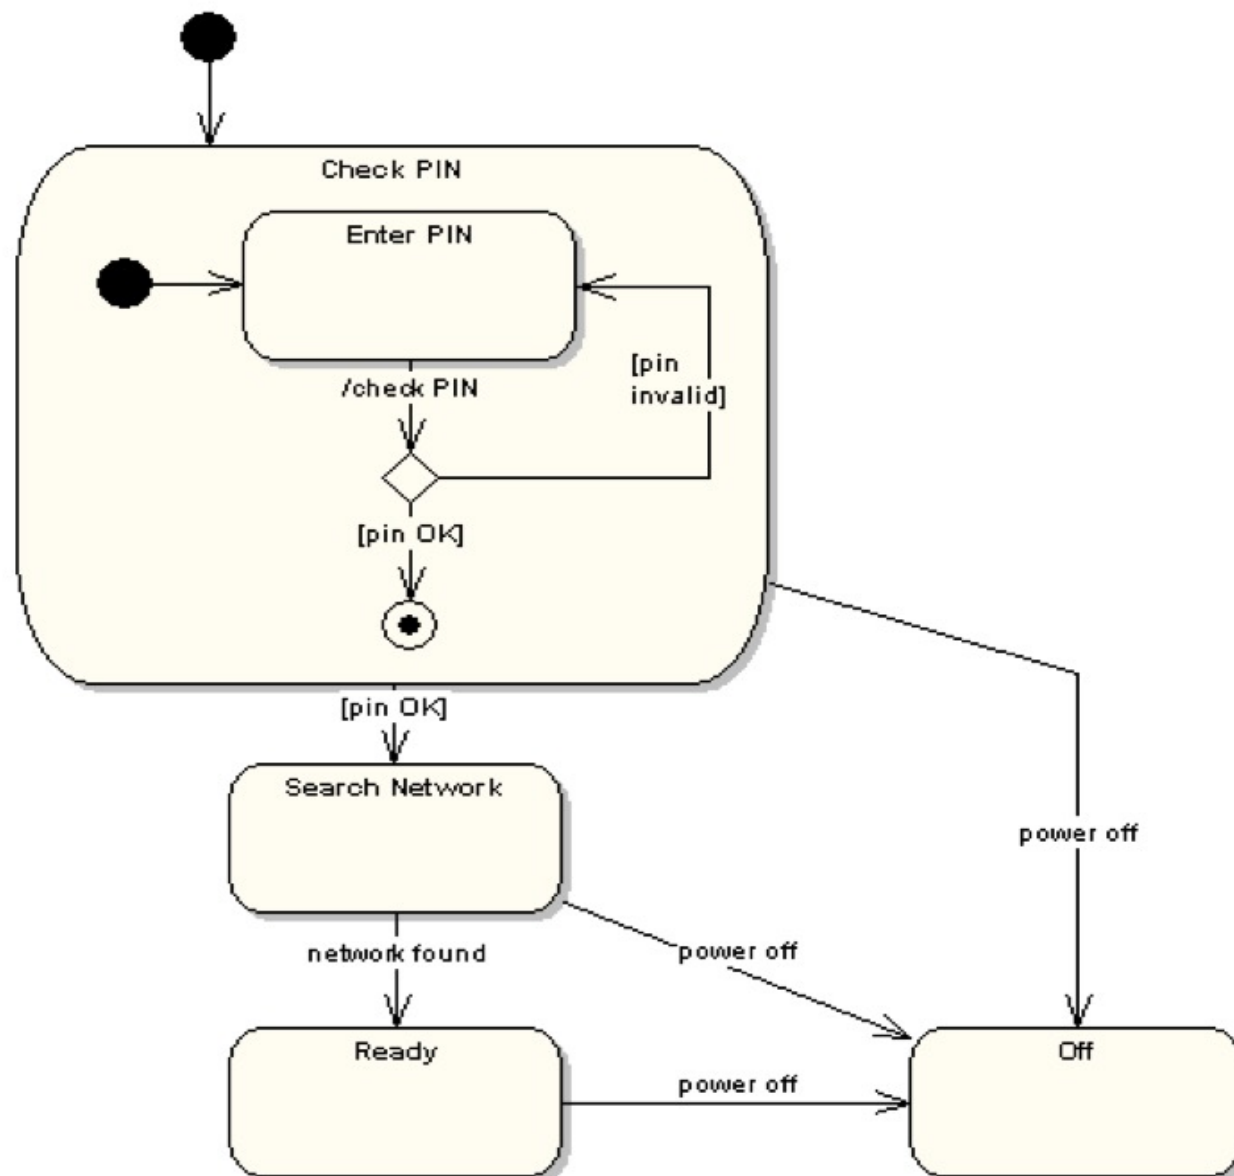 Check PIN
Enter PIN
/check PIN
[pin
invalid]
[pin OK]
[pin OK]
Search Network
power off
network found
power off
Ready
Off
power off